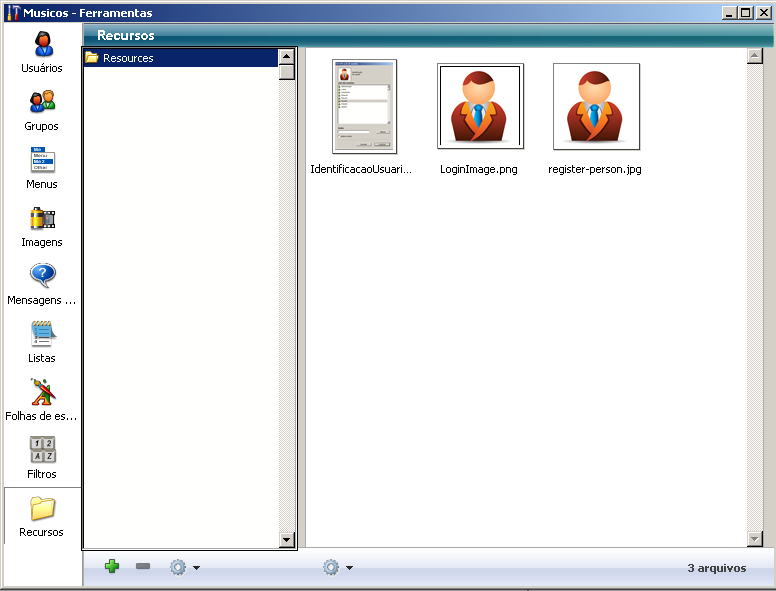 Musicos - Ferramentas
Recursos
Usuários
Grupos
Menus
Imagens
Mensagens ...
Listas
Folhas de es...
Filtros
Recursos
Resources
IdentificacaoUsuari...
LoginImage.png
register-person.jpg
3 arquivos